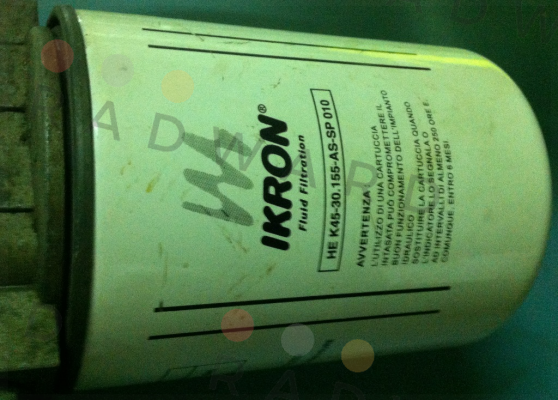 IKRON®
Fluid Filtration
HE K45-30.155-AS-SP 010
AVVERTENZA
L'UTILIZZO DI UNA CARTUCCIA
INTASATA PUÒ COMPROMETTERE IL
BUON FUNZIONAMENTO DELL'IMPIANTO
IDRAULICO
SOSTITUIRE LA CARTUCCIA QUANDO
L'INDICATORE LO SEGNALA O
AD INTERVALLI DI ALMENO 250 ORE E
COMUNQUE, ENTRO 6 MESI